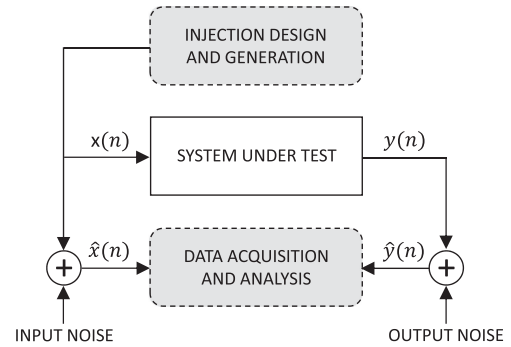 INJECTION DESIGN
AND GENERATION
x(n)
SYSTEM UNDER TEST
y(n)
x̂(n)
DATA ACQUISITION
AND ANALYSIS
ŷ(n)
+
+
INPUT NOISE
OUTPUT NOISE